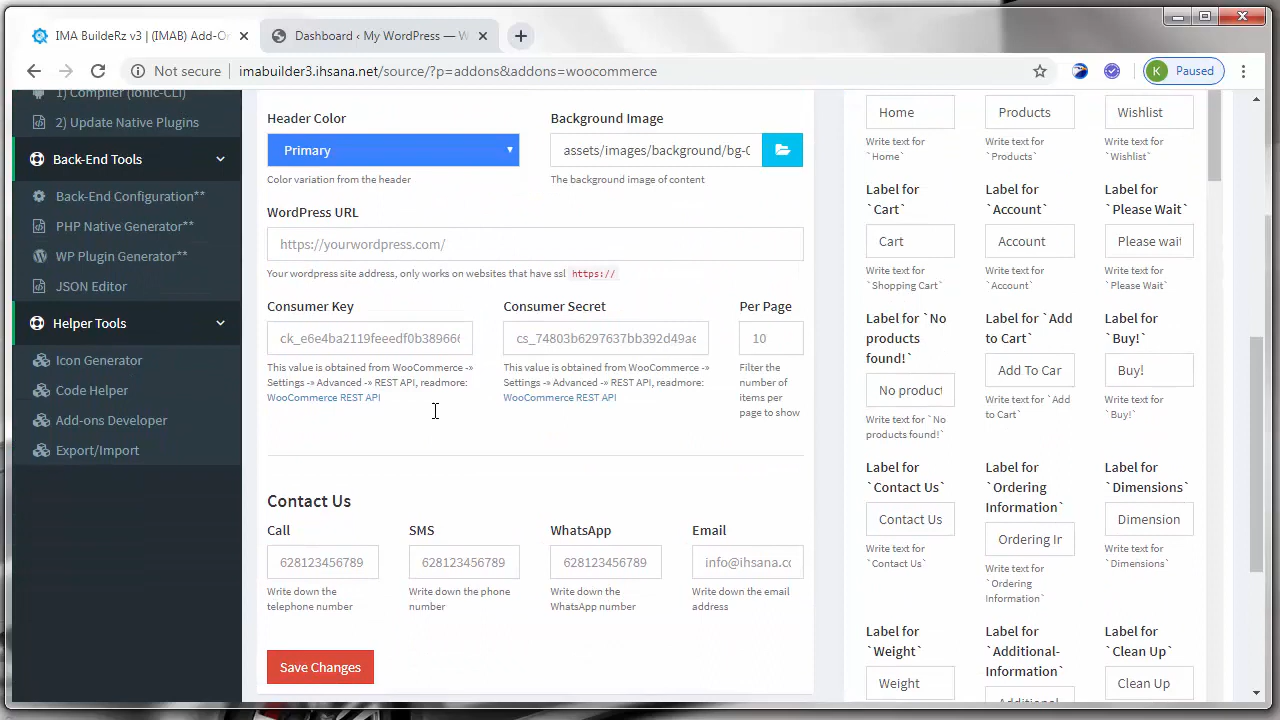 IMA BuildeRz v3 | (IMAB) Add-On
Dashboard ‹ My WordPress — W
Not secure
imabuilder3.ihsana.net/source/?p=addons&addons=woocommerce
K
Paused
1) Compiler (Ionic-CLI)
2) Update Native Plugins
Back-End Tools
Back-End Configuration**
PHP Native Generator**
WP Plugin Generator**
JSON Editor
Helper Tools
Icon Generator
Code Helper
Add-ons Developer
Export/Import
Header Color
Primary
Color variation from the header
Background Image
assets/images/background/bg-0
The background image of content
WordPress URL
https://yourwordpress.com/
Your wordpress site address, only works on websites that have ssl https://
Consumer Key
ck_e6e4ba2119feeedf0b389666
This value is obtained from WooCommerce -»
Settings -» Advanced -» REST API, readmore:
WooCommerce REST API
Consumer Secret
cs_74803b6297637bb392d49ae
This value is obtained from WooCommerce -»
Settings -» Advanced -» REST API, readmore:
WooCommerce REST API
Per Page
10
Filter the
number of
items per
page to show
Contact Us
Call
628123456789
Write down the
telephone number
SMS
628123456789
Write down the phone
number
WhatsApp
628123456789
Write down the
WhatsApp number
Email
info@ihsana.co
Write down the email
address
Save Changes
Home
Write text for
`Home`
Products
Write text for
`Products`
Wishlist
Write text for
`Wishlist`
Label for
`Cart`
Cart
Write text for
`Shopping Cart`
Label for
`Account`
Account
Write text for
`Account`
Label for
`Please Wait`
Please wait
Write text for
`Please Wait`
Label for `No
products
found!`
No product
Write text for `No
products found!`
Label for `Add
to Cart`
Add To Car
Write text for `Add
to Cart`
Label for
`Buy!`
Buy!
Write text for
`Buy!`
Label for
`Contact Us`
Contact Us
Write text for
`Contact Us`
Label for
`Ordering
Information`
Ordering Ir
Write text for
`Ordering
Information`
Label for
`Dimensions`
Dimension
Write text for
`Dimensions`
Label for
`Weight`
Weight
Label for
`Additional-
Information`
Additional
Label for
`Clean Up`
Clean Up